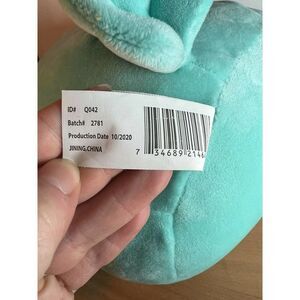 ID# Q042
Batch# 2781
Production Date 10/2020
JINING.CHINA
7 34689 2146